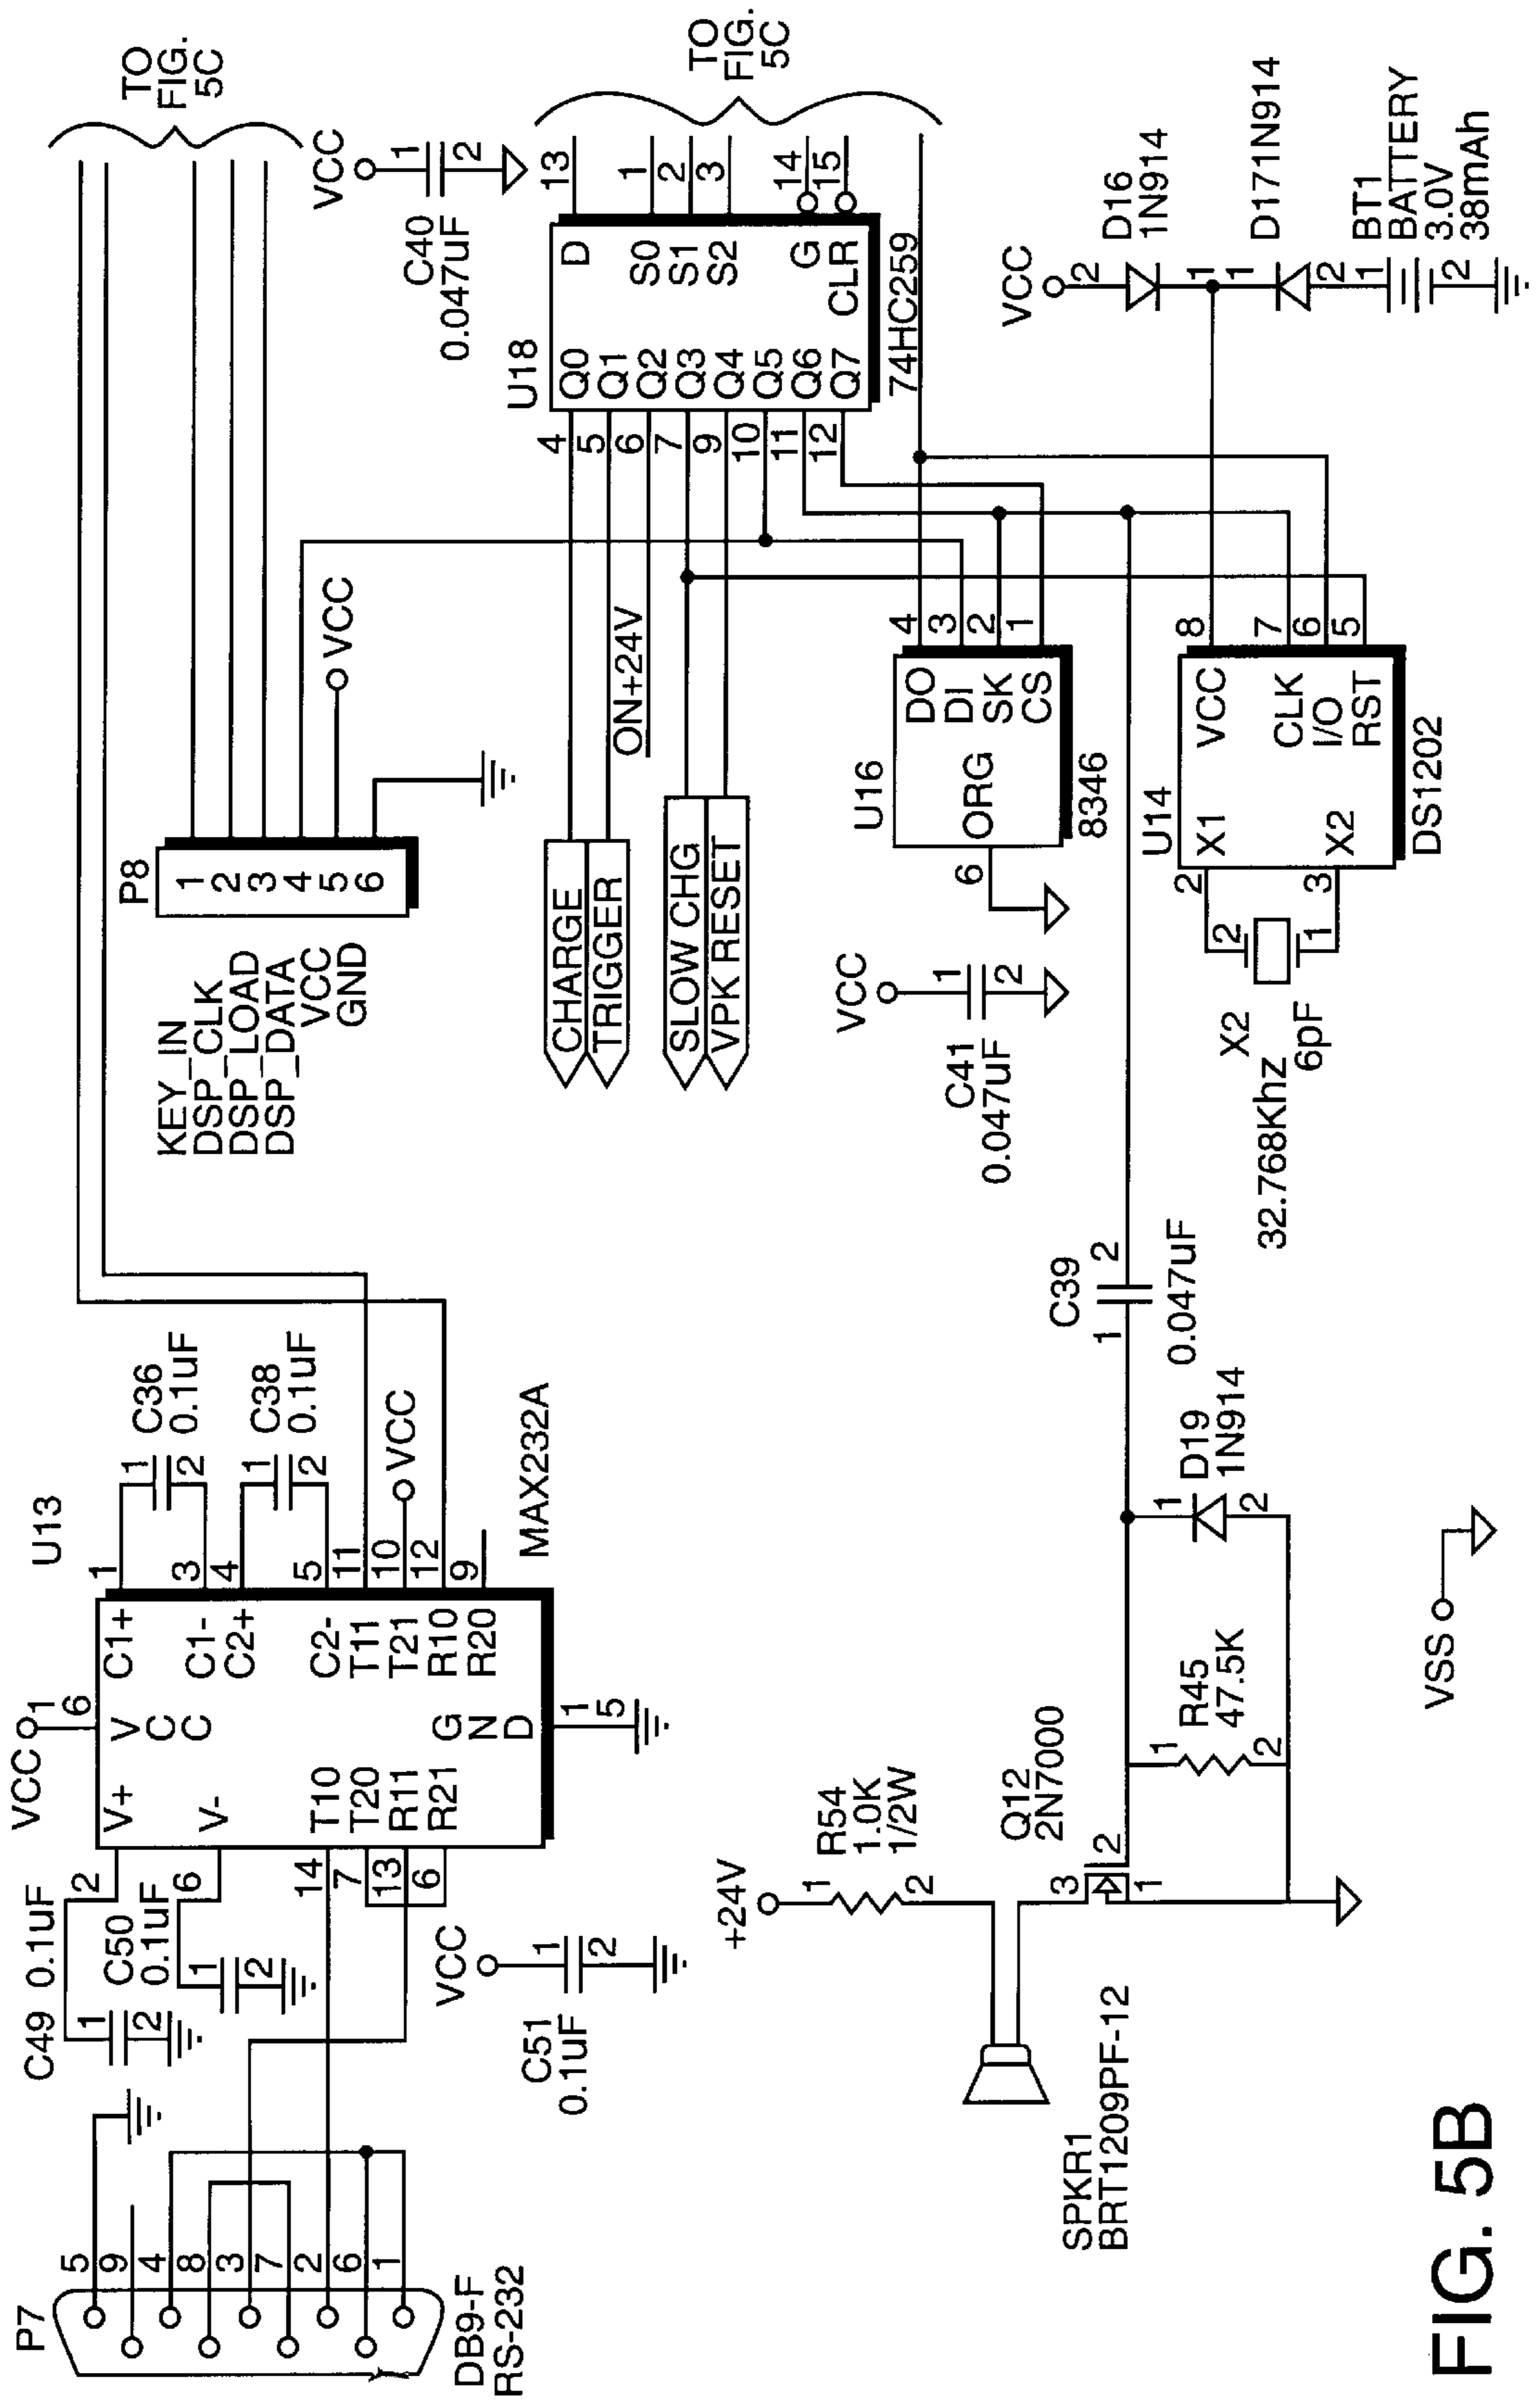 P7
DB9-F
RS-232
5
9
4
8
3
7
2
6
1
C49 0.1uF
1
2
C50
0.1uF
1
2
VCC
1
6
2
6
14
7
13
6
V+
V-
T10
T20
R11
R21
V
C
C
G
N
D
1
5
C1+
C1-
C2+
C2-
T11
T21
R10
R20
U13
1
3
4
5
11
10
12
9
MAX232A
C36
0.1uF
1
2
C38
0.1uF
1
2
VCC
VCC
1
2
C51
0.1uF
KEY_IN
DSP_CLK
DSP_LOAD
DSP_DATA
VCC
GND
P8
1
2
3
4
5
6
VCC
TO
FIG.
5C
VCC
1
2
C40
0.047uF
CHARGE
TRIGGER
ON+24V
SLOW CHG
VPK RESET
U18
4
5
6
7
9
10
11
12
Q0
Q1
Q2
Q3
Q4
Q5
Q6
Q7
D
S0
S1
S2
G
CLR
13
1
2
3
14
15
74HC259
TO
FIG.
5C
VCC
1
2
C41
0.047uF
U16
6
ORG
DO
DI
SK
CS
4
3
2
1
8346
X2
32.768Khz
6pF
2
1
2
3
U14
X1
X2
VCC
CLK
I/O
RST
8
7
6
5
DS1202
VCC
2
D16
1N914
1
1
D171N914
2
1
BT1
BATTERY
3.0V
38mAh
2
SPKR1
BRT1209PF-12
+24V
1
2
R54
1.0K
1/2W
Q12
2N7000
3
2
1
R45
47.5K
1
2
D19
1N914
1
2
C39
1
2
0.047uF
VSS
FIG. 5B